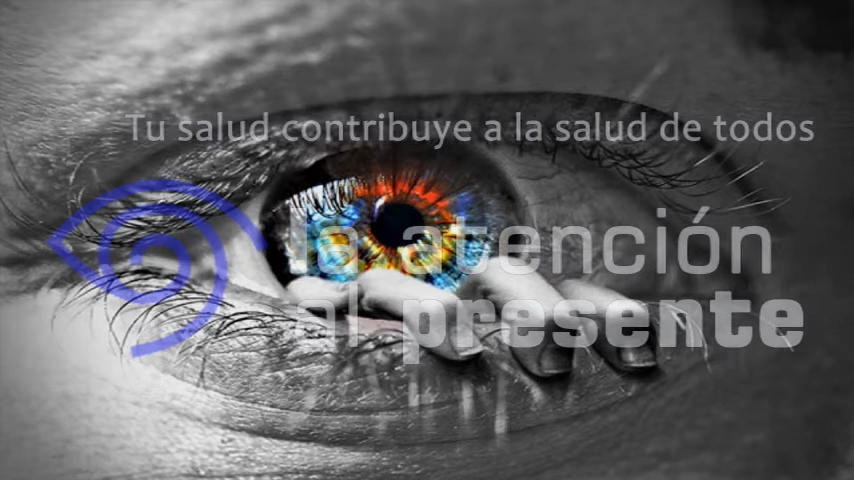 Tu salud contribuye a la salud de todos
la atención
al presente